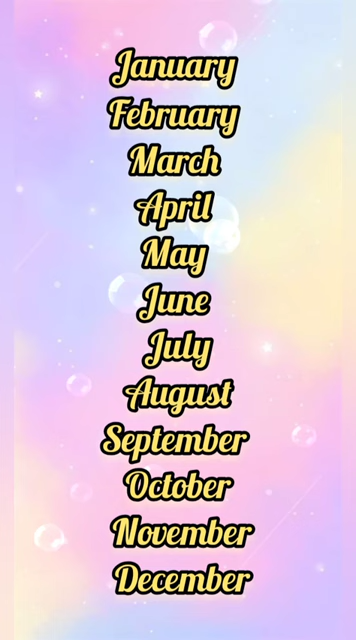 January
February
March
April
May
June
July
August
September
October
November
December